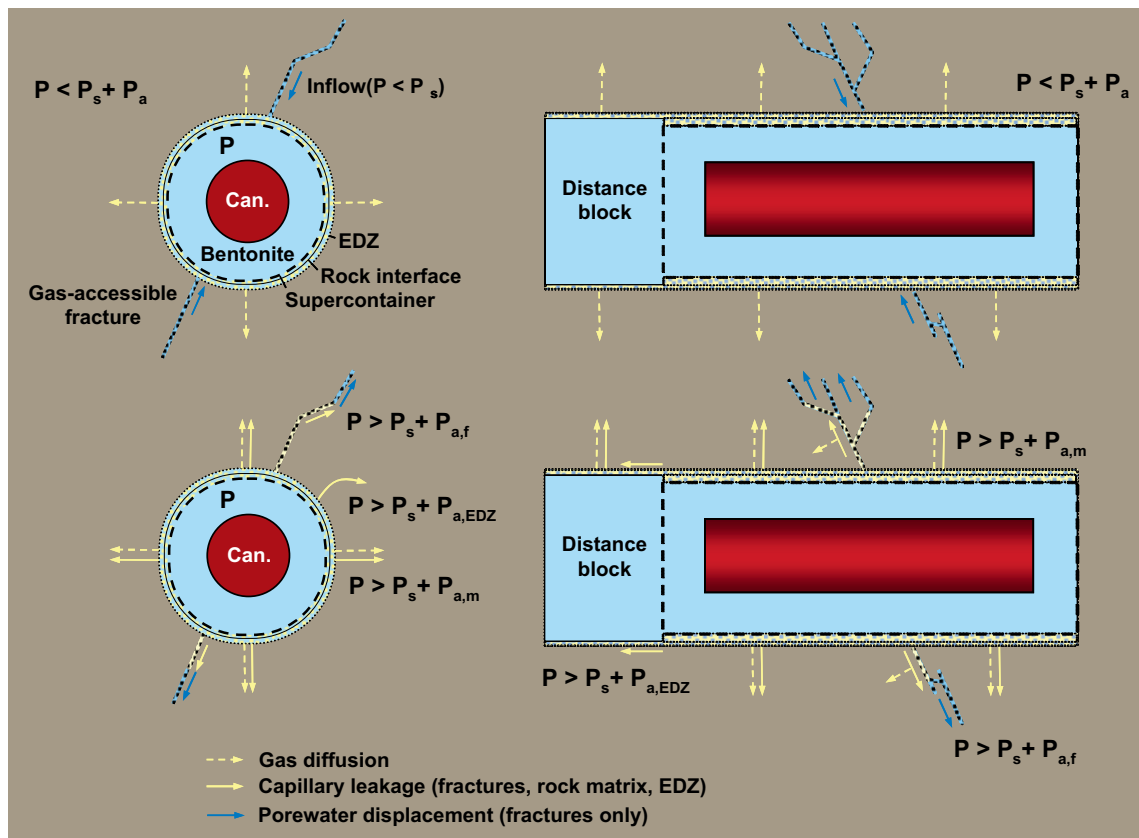 P < Ps + Pa
Inflow(P < Ps)
P
Can.
Bentonite
EDZ
Rock interface
Supercontainer
Gas-accessible
fracture
P < Ps + Pa
Distance
block
P > Ps + Pa,f
P
P > Ps + Pa,EDZ
Can.
P > Ps + Pa,m
P > Ps + Pa,m
Distance
block
P > Ps + Pa,EDZ
P > Ps + Pa,f
Gas diffusion
Capillary leakage (fractures, rock matrix, EDZ)
Porewater displacement (fractures only)